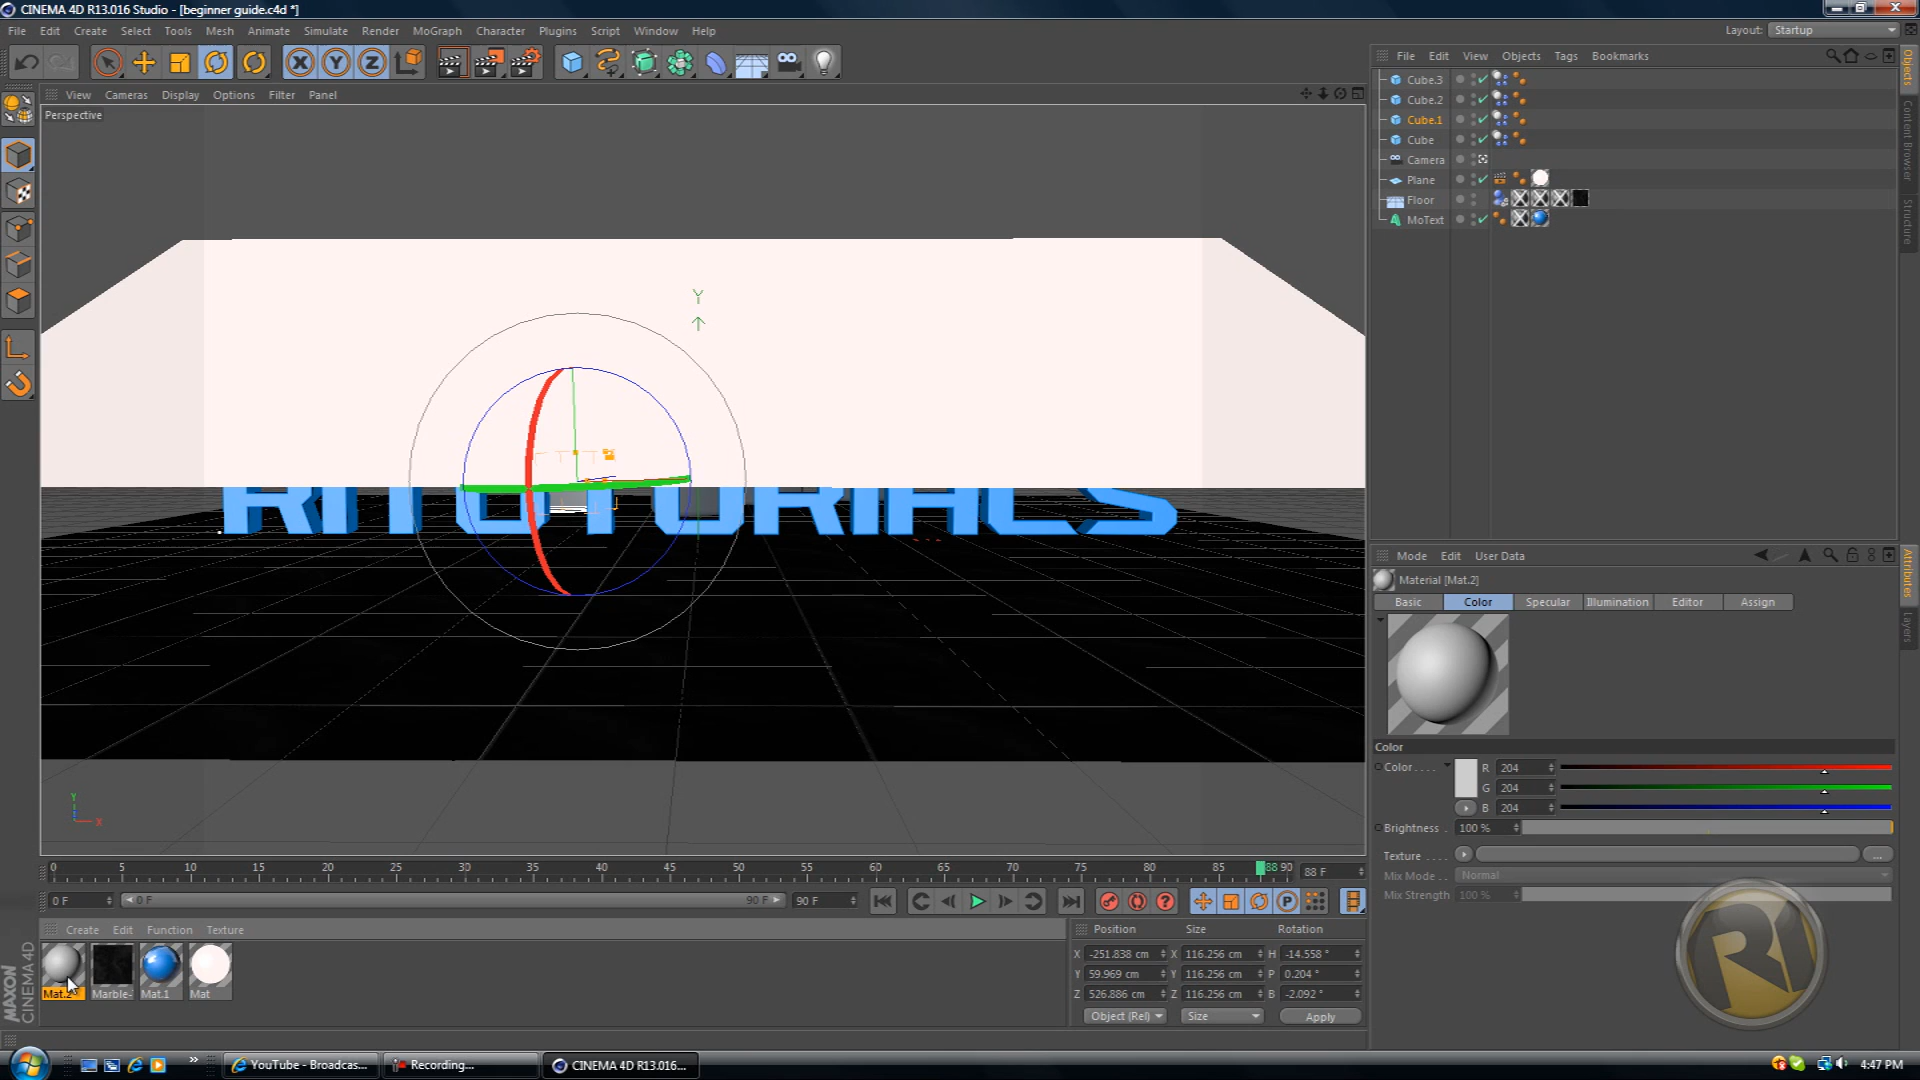 CINEMA 4D R13.016 Studio - [beginner guide.c4d *]
File Edit Create Select Tools Mesh Animate Simulate Render MoGraph Character Plugins Script Window Help
Layout: Startup
View Cameras Display Options Filter Panel
Perspective
Y
RITUTORIALS
Y
X
File Edit View Objects Tags Bookmarks
Cube.3
Cube.2
Cube.1
Cube
Camera
Plane
Floor
MoText
Objects
Content Browser
Structure
Mode Edit User Data
Material [Mat.2]
Basic Color Specular Illumination Editor Assign
Attributes
Layers
Color
Color.... R 204
G 204
B 204
Brightness . 100 %
Texture .... ...
Mix Mode .. Normal
Mix Strength 100 %
0 5 10 15 20 25 30 35 40 45 50 55 60 65 70 75 80 85 88 90 88 F
0 F 0 F 90 F 90 F
Create Edit Function Texture
Mat.2 Marble- Mat.1 Mat
MAXON
CINEMA 4D
Position Size Rotation
X -251.838 cm X 116.256 cm H -14.558 °
Y 59.969 cm Y 116.256 cm P 0.204 °
Z 526.886 cm Z 116.256 cm B -2.092 °
Object (Rel) Size Apply
R
YouTube - Broadcas... Recording... CINEMA 4D R13.016... 4:47 PM